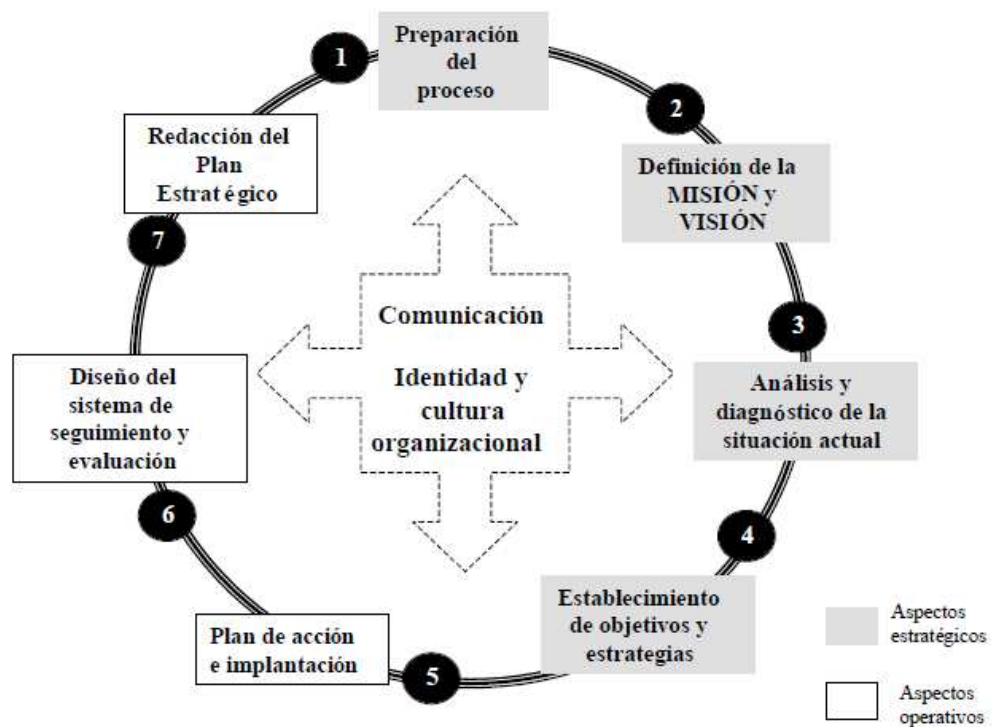 1
Preparación
del
proceso
2
Definición de la
MISIÓN y
VISIÓN
3
Análisis y
diagnóstico de la
situación actual
4
Establecimiento
de objetivos y
estrategias
5
Plan de acción
e implantación
6
Diseño del
sistema de
seguimiento y
evaluación
7
Redacción del
Plan
Estratégico
Comunicación
Identidad y
cultura
organizacional
Aspectos
estratégicos
Aspectos
operativos